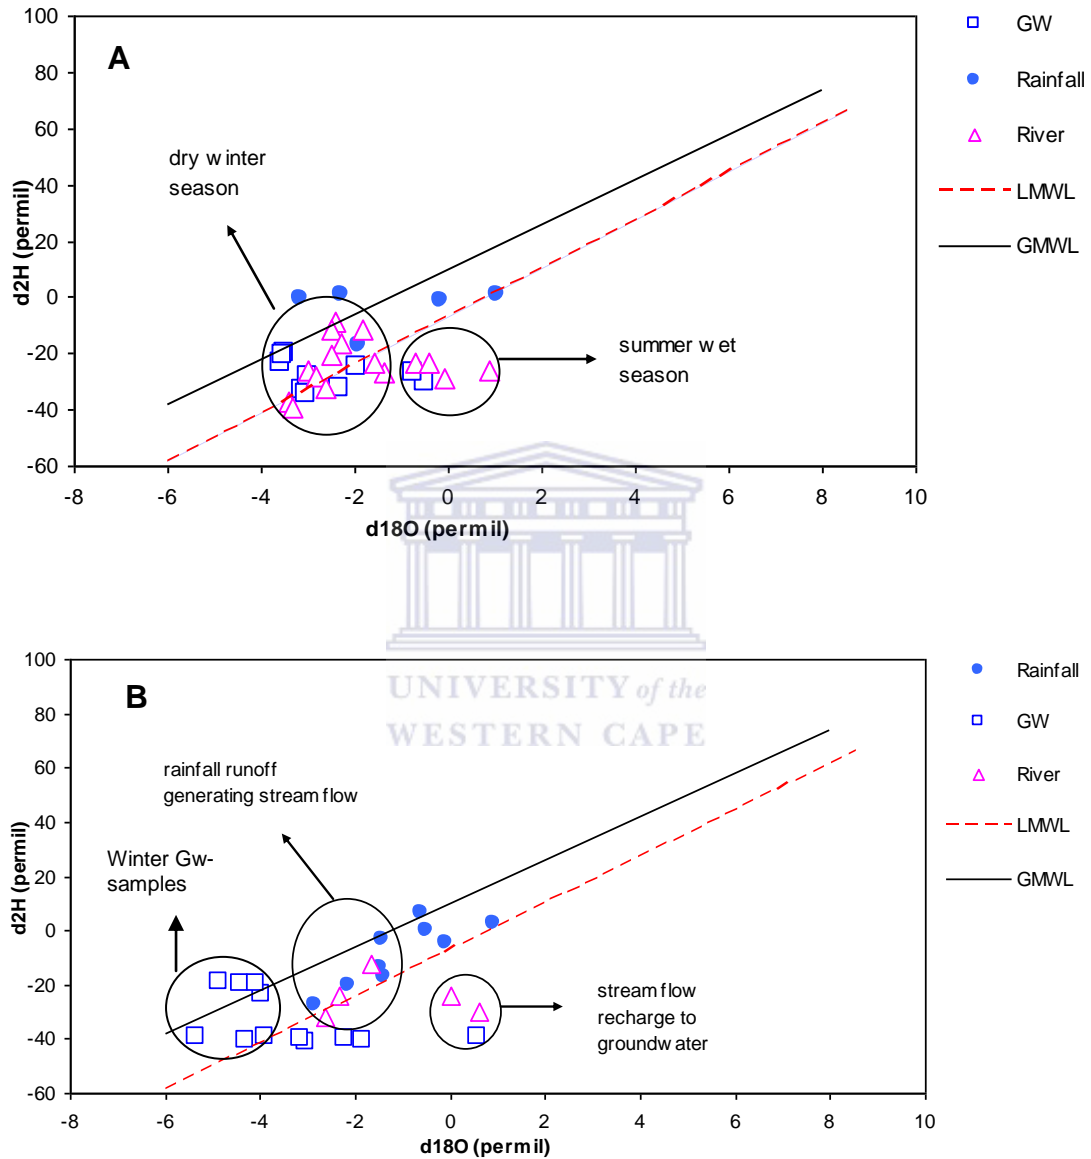 100
80
60
40
20
0
-20
-40
-60
d2H (permil)
A
dry winter
season
summer wet
season
-8
-6
-4
-2
0
2
4
6
8
10
d18O (permil)
GW
Rainfall
River
LMWL
GMWL
UNIVERSITY of the
WESTERN CAPE
100
80
60
40
20
0
-20
-40
-60
d2H (permil)
B
rainfall runoff
generating stream flow
Winter Gw-
samples
stream flow
recharge to
groundwater
-8
-6
-4
-2
0
2
4
6
8
10
d18O (permil)
Rainfall
GW
River
LMWL
GMWL